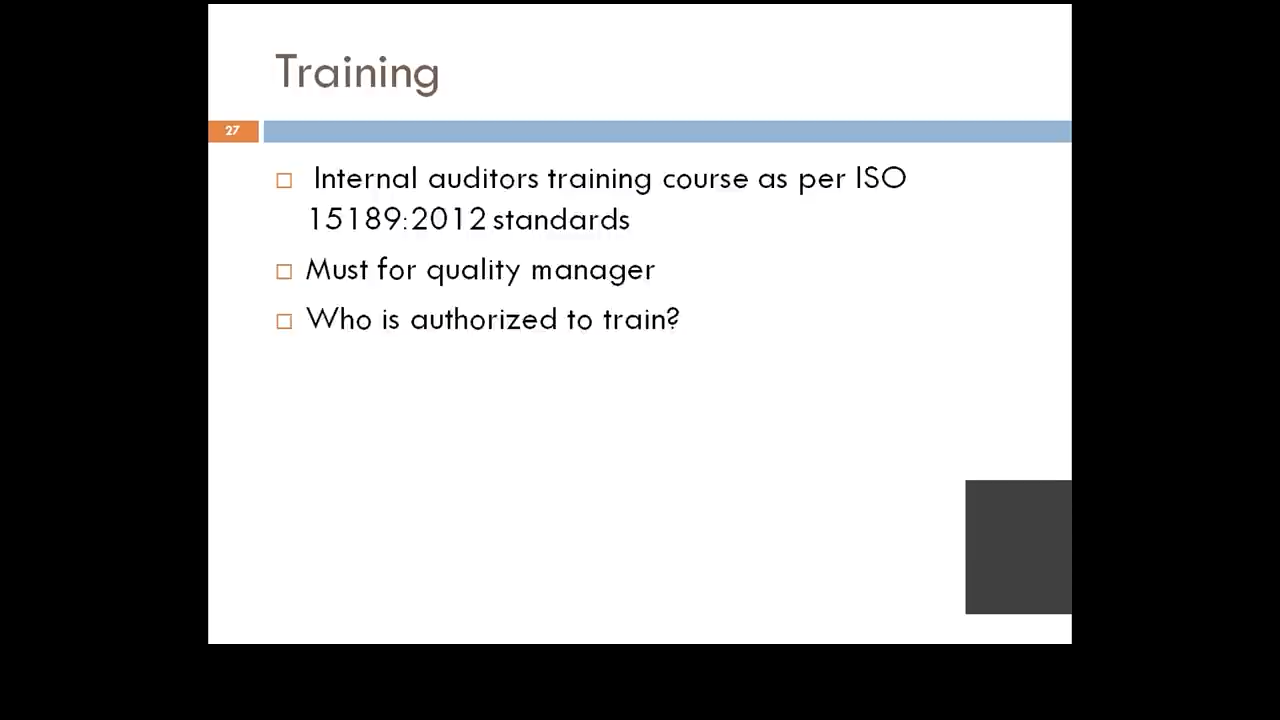 Training
27
Internal auditors training course as per ISO
15189:2012 standards
Must for quality manager
Who is authorized to train?